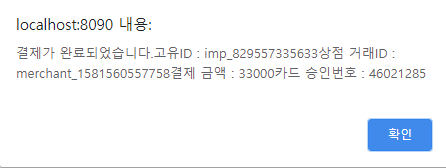 localhost:8090 내용:
결제가 완료되었습니다.고유ID : imp_829557335633상점 거래ID :
merchant_1581560557758결제 금액 : 33000카드 승인번호 : 46021285
확인